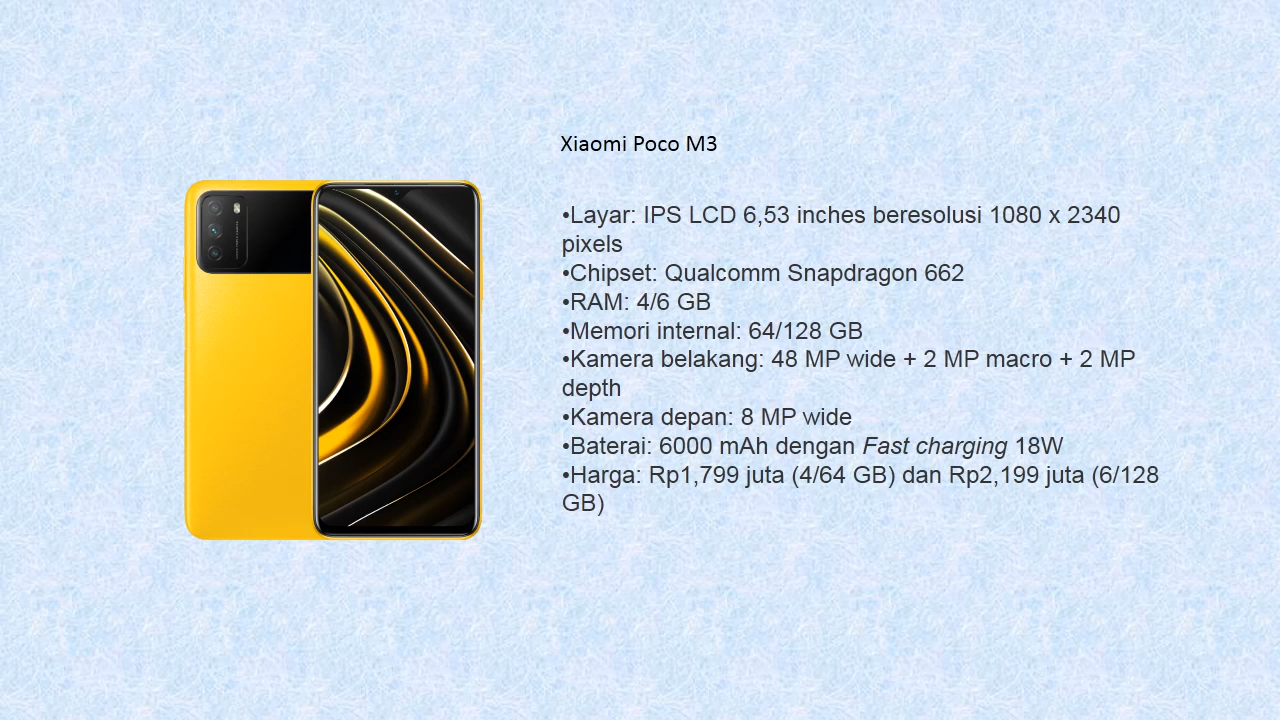 Xiaomi Poco M3
•Layar: IPS LCD 6,53 inches beresolusi 1080 x 2340
pixels
•Chipset: Qualcomm Snapdragon 662
•RAM: 4/6 GB
•Memori internal: 64/128 GB
•Kamera belakang: 48 MP wide + 2 MP macro + 2 MP
depth
•Kamera depan: 8 MP wide
•Baterai: 6000 mAh dengan Fast charging 18W
•Harga: Rp1,799 juta (4/64 GB) dan Rp2,199 juta (6/128
GB)